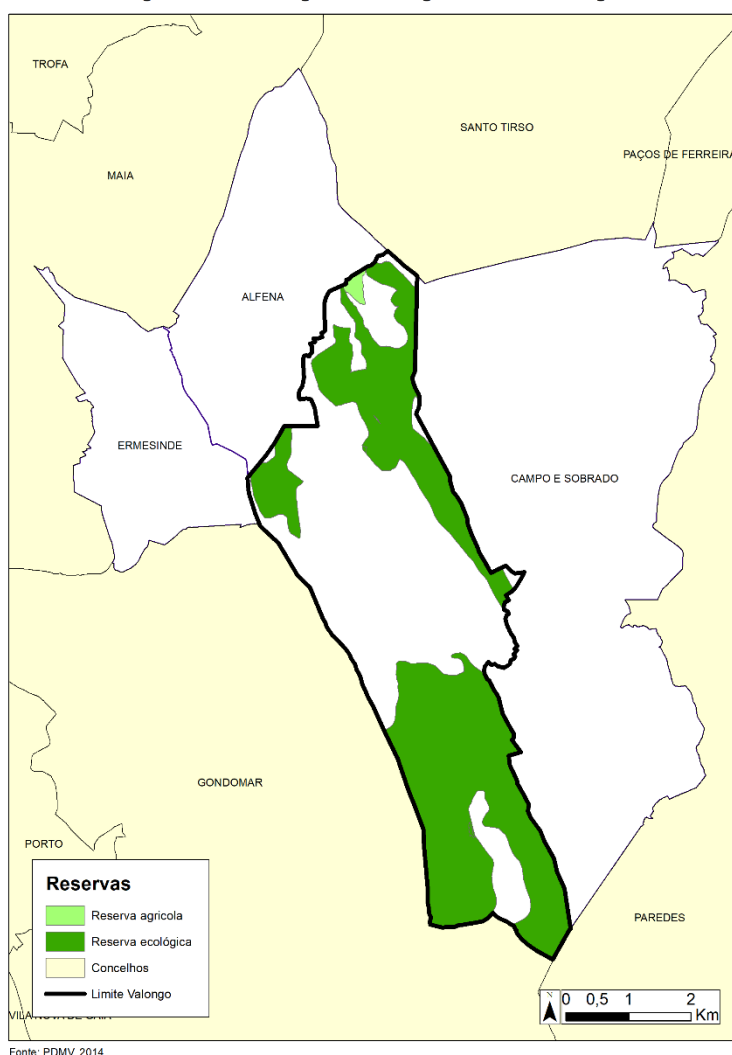 TROFA
SANTO TIRSO
PAÇOS DE FERREIRA
MAIA
ALFENA
ERMESINDE
CAMPO E SOBRADO
GONDOMAR
PORTO
PAREDES
Reservas
Reserva agricola
Reserva ecológica
Concelhos
Limite Valongo
N
0 0,5 1 2
Km
Fonte: PDMV, 2014